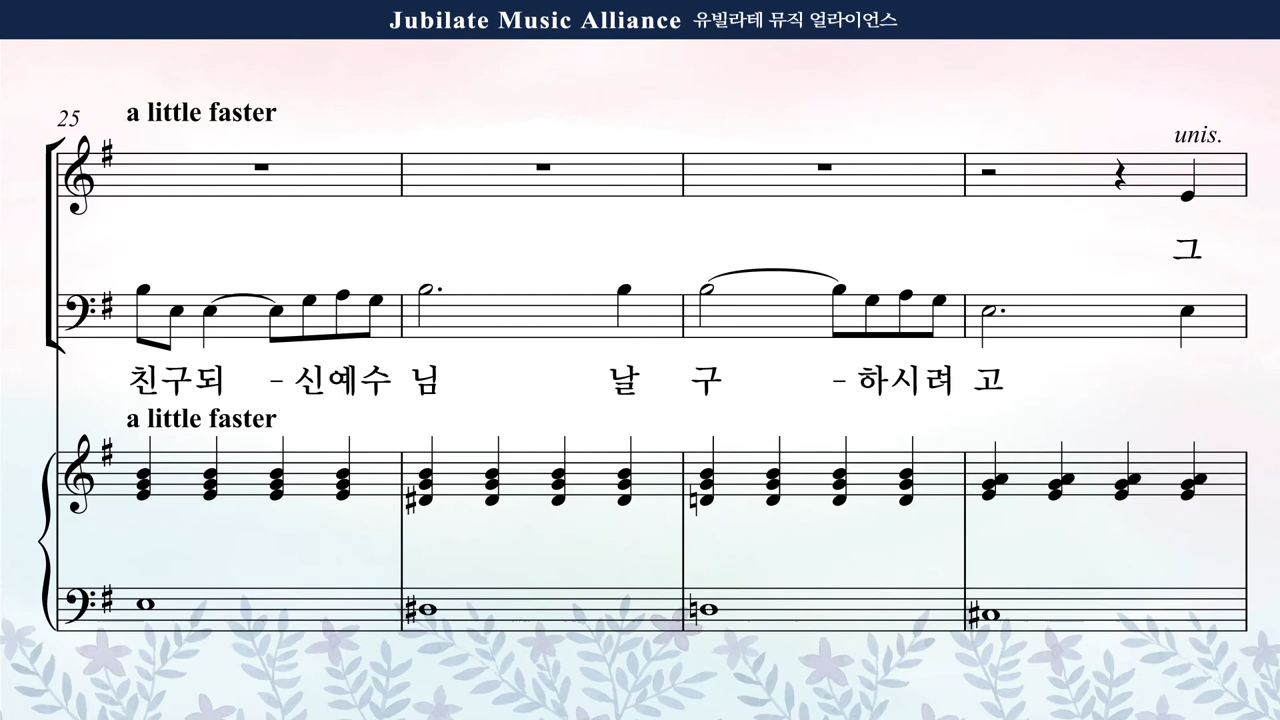 Jubilate Music Alliance 유빌라테 뮤직 얼라이언스
25
a little faster
unis.
그
친구되 - 신예수 님 날 구 - 하시려 고
a little faster